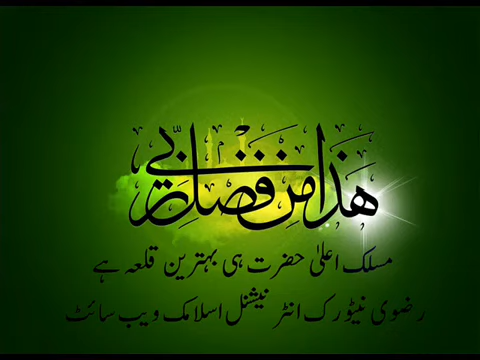 هَذَا مِنْ فَضْلِ رَبِّي
مسلک اعلیٰ حضرت ہی بہترین قلعہ ہے
رضوی نیٹورک انٹرنیشنل اسلامک ویب سائٹ